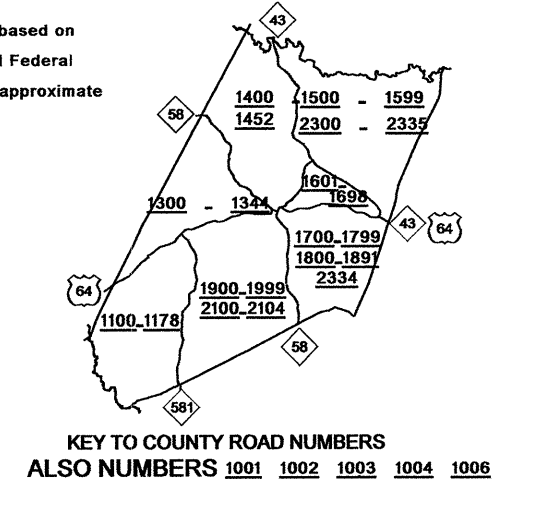 43
based on
l Federal
approximate
1400 1500 - 1599
1452 2300 - 2335
58
1601-
1698
1300 - 1344
43 64
1700-1799
1800-1891
2334
64
1900-1999
2100-2104
1100-1178
58
581
KEY TO COUNTY ROAD NUMBERS
ALSO NUMBERS 1001 1002 1003 1004 1006